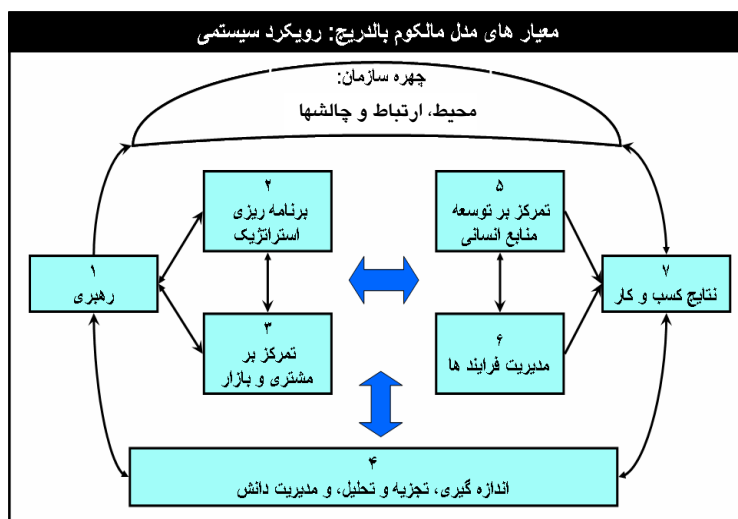 معیار های مدل مالکوم بالدریج: رویکرد سیستمی
چهره سازمان:
محیط، ارتباط و چالشها
۲
برنامه ریزی
استراتژیک
۵
تمرکز بر توسعه
منابع انسانی
۱
رهبری
۷
نتایج کسب و کار
۳
تمرکز بر
مشتری و بازار
۶
مدیریت فرایند ها
۴
اندازه گیری، تجزیه و تحلیل، و مدیریت دانش